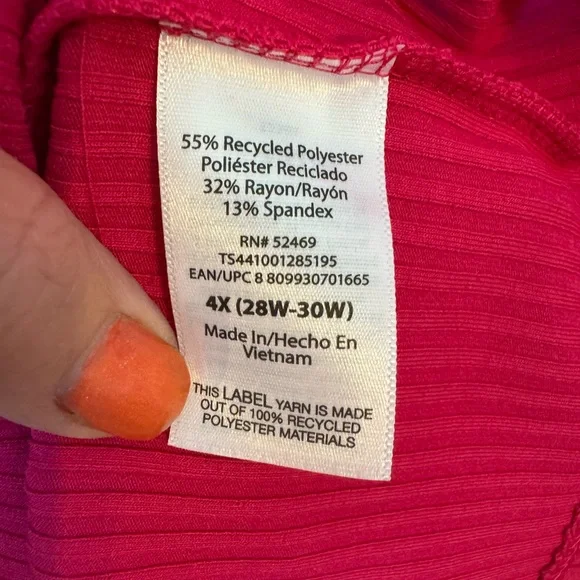 55% Recycled Polyester
Poliéster Reciclado
32% Rayon/Rayón
13% Spandex
RN# 52469
TS441001285195
EAN/UPC 8 809930701665
4X (28W-30W)
Made In/Hecho En
Vietnam
THIS LABEL YARN IS MADE
OUT OF 100% RECYCLED
POLYESTER MATERIALS